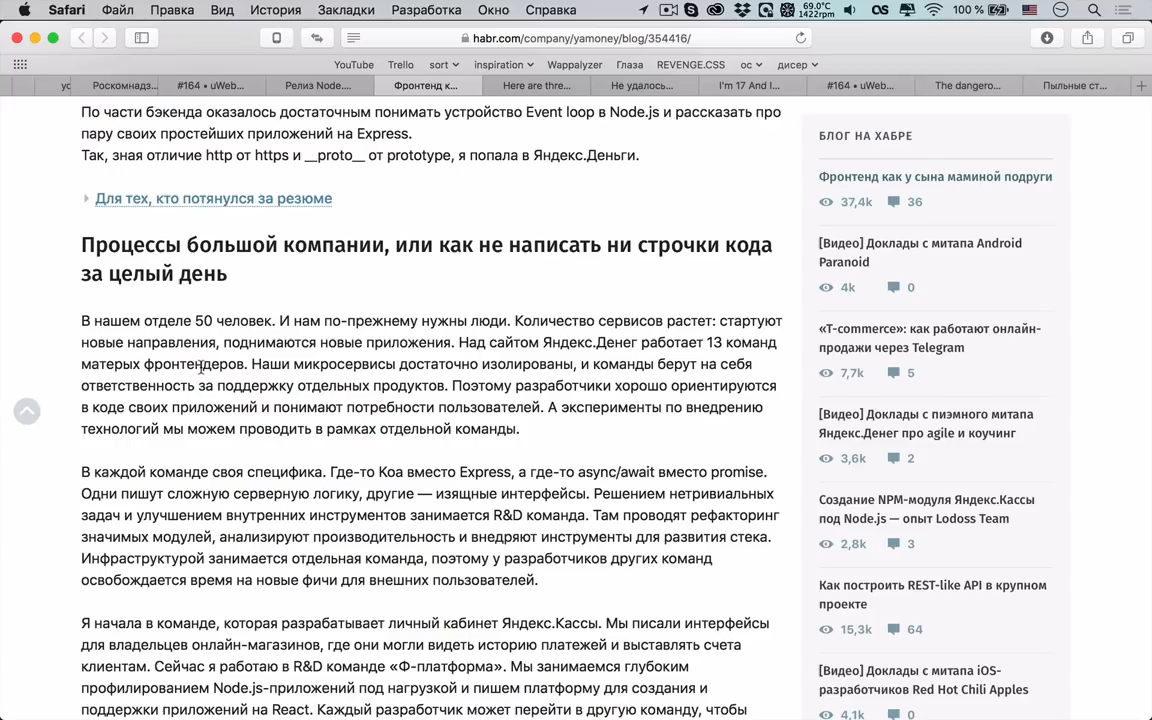 Safari Файл Правка Вид История Закладки Разработка Окно Справка 69.0°C 1422rpm 100 %
habr.com/company/yamoney/blog/354416/
YouTube Trello sort inspiration Wappalyzer Глаза REVENGE.CSS ос дисер
ус Роскомнадз... #164 • uWeb... Релиз Node.... Фронтенд к... Here are thre... Не удалось... I'm 17 And I... #164 • uWeb... The dangero... Пыльные ст...
По части бэкенда оказалось достаточным понимать устройство Event loop в Node.js и рассказать про
пару своих простейших приложений на Express.
Так, зная отличие http от https и __proto__ от prototype, я попала в Яндекс.Деньги.
Для тех, кто потянулся за резюме
Процессы большой компании, или как не написать ни строчки кода
за целый день
В нашем отделе 50 человек. И нам по-прежнему нужны люди. Количество сервисов растет: стартуют
новые направления, поднимаются новые приложения. Над сайтом Яндекс.Денег работает 13 команд
матерых фронтендеров. Наши микросервисы достаточно изолированы, и команды берут на себя
ответственность за поддержку отдельных продуктов. Поэтому разработчики хорошо ориентируются
в коде своих приложений и понимают потребности пользователей. А эксперименты по внедрению
технологий мы можем проводить в рамках отдельной команды.
В каждой команде своя специфика. Где-то Koa вместо Express, а где-то async/await вместо promise.
Одни пишут сложную серверную логику, другие — изящные интерфейсы. Решением нетривиальных
задач и улучшением внутренних инструментов занимается R&D команда. Там проводят рефакторинг
значимых модулей, анализируют производительность и внедряют инструменты для развития стека.
Инфраструктурой занимается отдельная команда, поэтому у разработчиков других команд
освобождается время на новые фичи для внешних пользователей.
Я начала в команде, которая разрабатывает личный кабинет Яндекс.Кассы. Мы писали интерфейсы
для владельцев онлайн-магазинов, где они могли видеть историю платежей и выставлять счета
клиентам. Сейчас я работаю в R&D команде «Ф-платформа». Мы занимаемся глубоким
профилированием Node.js-приложений под нагрузкой и пишем платформу для создания и
поддержки приложений на React. Каждый разработчик может перейти в другую команду, чтобы
БЛОГ НА ХАБРЕ
Фронтенд как у сына маминой подруги
37,4k 36
[Видео] Доклады с митапа Android
Paranoid
4k 0
«T-commerce»: как работают онлайн-
продажи через Telegram
7,7k 5
[Видео] Доклады с пиэмного митапа
Яндекс.Денег про agile и коучинг
3,6k 2
Создание NPM-модуля Яндекс.Кассы
под Node.js — опыт Lodoss Team
2,8k 3
Как построить REST-like API в крупном
проекте
15,3k 64
[Видео] Доклады с митапа iOS-
разработчиков Red Hot Chili Apples
4,1k 0